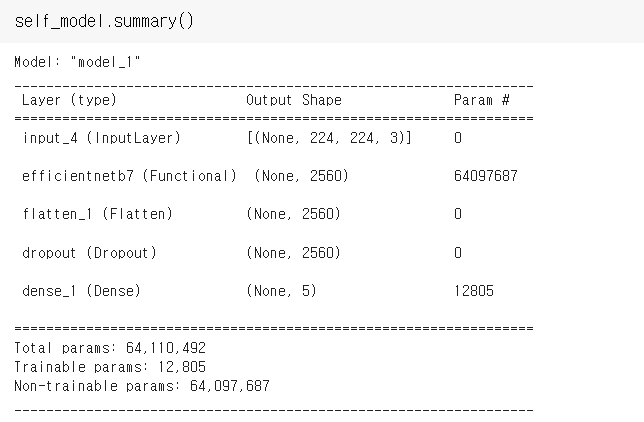 self_model.summary()
Model: "model_1"
_________________________________________________________________
Layer (type) Output Shape Param #
=================================================================
input_4 (InputLayer) [(None, 224, 224, 3)] 0
efficientnetb7 (Functional) (None, 2560) 64097687
flatten_1 (Flatten) (None, 2560) 0
dropout (Dropout) (None, 2560) 0
dense_1 (Dense) (None, 5) 12805
=================================================================
Total params: 64,110,492
Trainable params: 12,805
Non-trainable params: 64,097,687
_________________________________________________________________